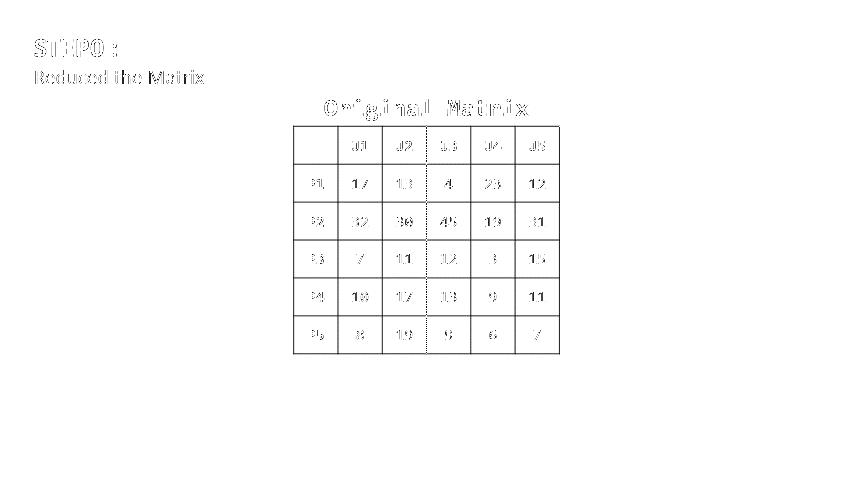 STEP0:
Reduced the Matrix
Original Matrix
J1 J2 J3 J4 J5
P1 17 13 4 23 12
P2 32 30 45 19 31
P3 7 11 12 3 15
P4 10 17 13 9 11
P5 8 19 9 6 7